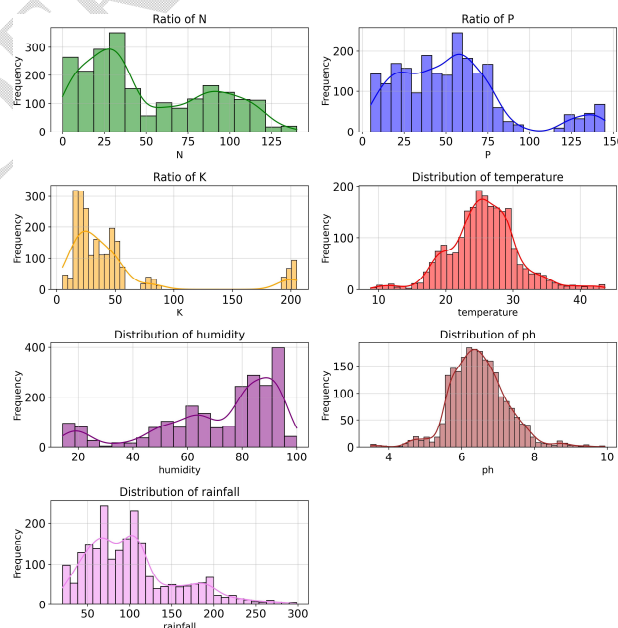 Ratio of N
Frequency
300
200
100
0
0 25 50 75 100 125
N
Ratio of P
Frequency
200
100
0
0 25 50 75 100 125 15
P
Ratio of K
Frequency
300
200
100
0
0 50 100 150 200
K
Distribution of temperature
Frequency
200
100
0
10 20 30 40
temperature
Distribution of humidity
Frequency
400
200
0
20 40 60 80 100
humidity
Distribution of ph
Frequency
150
100
50
0
4 6 8 10
ph
Distribution of rainfall
Frequency
200
100
0
50 100 150 200 250 300
rainfall